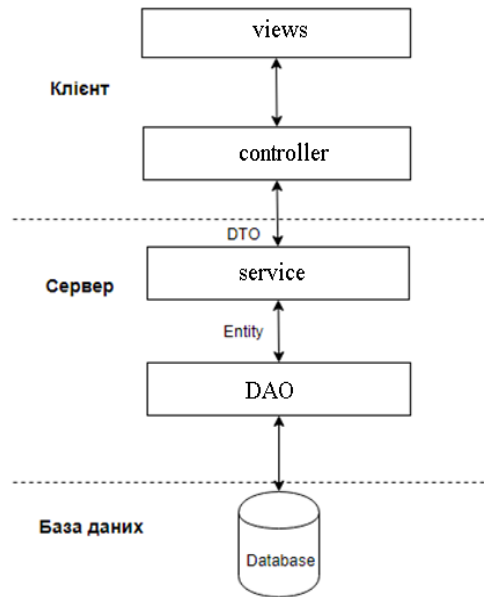 views
Клієнт
controller
DTO
service
Сервер
Entity
DAO
База даних
Database